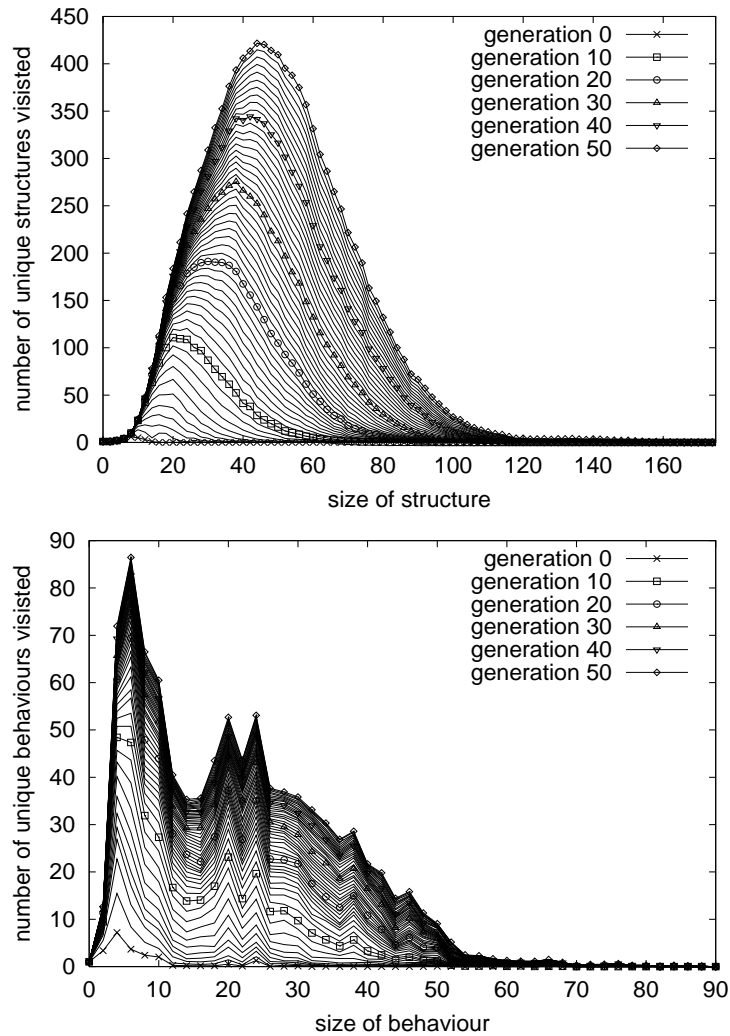 450
400
350
300
250
200
150
100
50
0
number of unique structures visisted
generation 0
generation 10
generation 20
generation 30
generation 40
generation 50
0 20 40 60 80 100 120 140 160
size of structure
90
80
70
60
50
40
30
20
10
0
number of unique behaviours visisted
generation 0
generation 10
generation 20
generation 30
generation 40
generation 50
0 10 20 30 40 50 60 70 80 90
size of behaviour